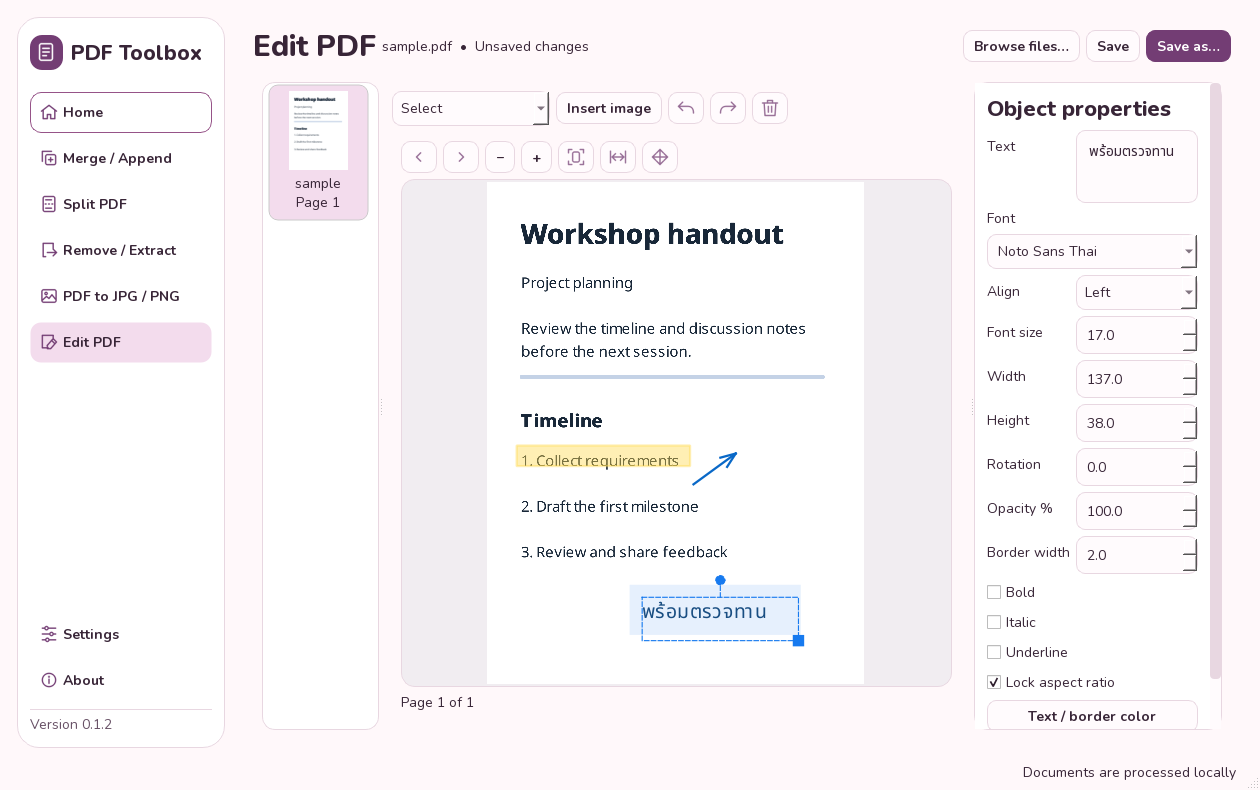 PDF Toolbox
Home
Merge / Append
Split PDF
Remove / Extract
PDF to JPG / PNG
Edit PDF
Settings
About
Version 0.1.2
Edit PDF sample.pdf • Unsaved changes
Browse files... Save Save as...
Workshop handout
Project planning
Timeline
sample
Page 1
Select Insert image
Workshop handout
Project planning
Review the timeline and discussion notes
before the next session.
Timeline
1. Collect requirements
2. Draft the first milestone
3. Review and share feedback
พร้อมตรวจทาน
Page 1 of 1
Object properties
Text พร้อมตรวจทาน
Font
Noto Sans Thai
Align Left
Font size 17.0
Width 137.0
Height 38.0
Rotation 0.0
Opacity % 100.0
Border width 2.0
Bold
Italic
Underline
Lock aspect ratio
Text / border color
Documents are processed locally